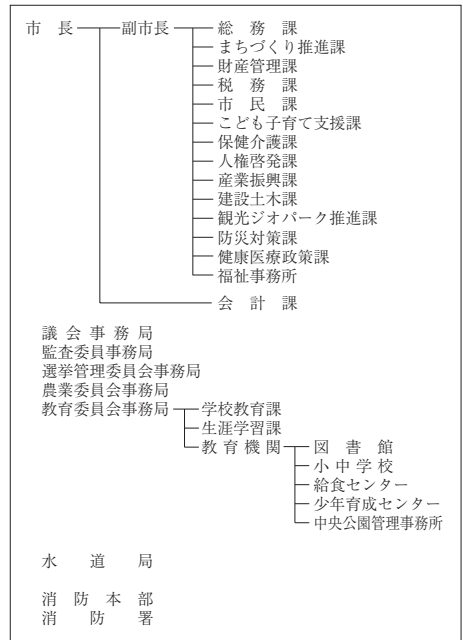 市長 副市長 総務課
まちづくり推進課
財産管理課
税務課
市民課
こども子育て支援課
保健介護課
人権啓発課
産業振興課
建設土木課
観光ジオパーク推進課
防災対策課
健康医療政策課
福祉事務所
会計課
議会事務局
監査委員事務局
選挙管理委員会事務局
農業委員会事務局
教育委員会事務局 学校教育課
生涯学習課
教育機関 図書館
小中学校
給食センター
少年育成センター
中央公園管理事務所
水道局
消防本部
消防署